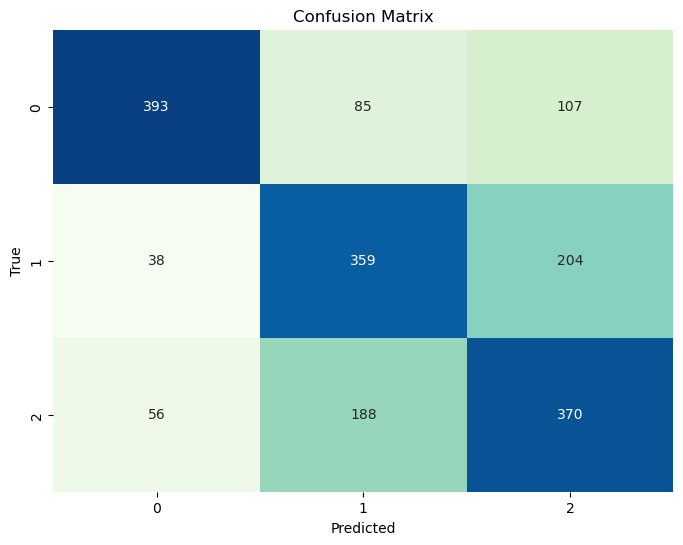 Confusion Matrix
True
0
393 85 107
1
38 359 204
2
56 188 370
0 1 2
Predicted